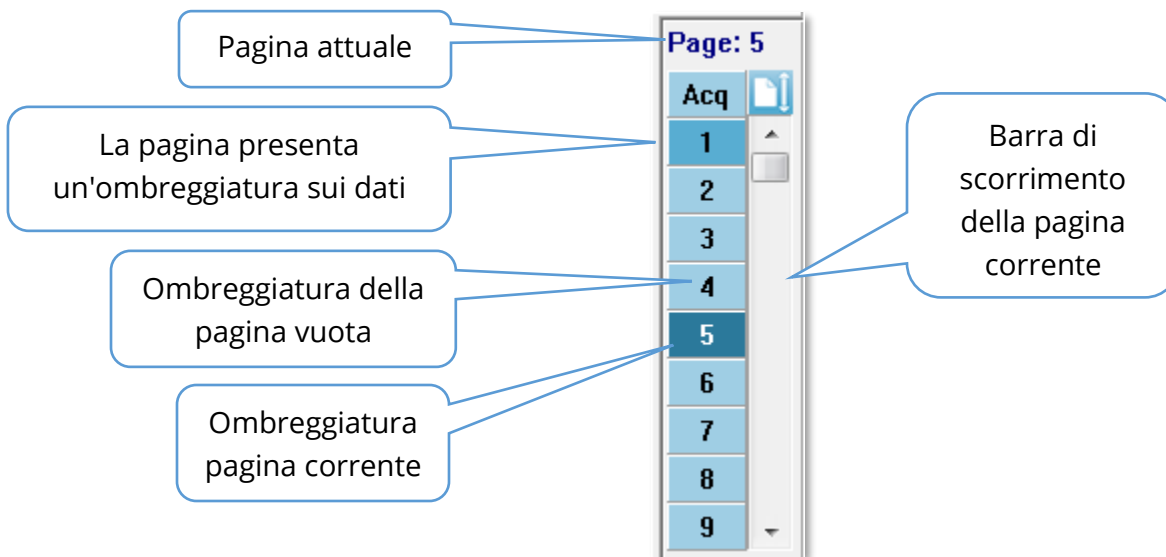 Pagina attuale
Page: 5
Acq
La pagina presenta
un'ombreggiatura sui dati
1
2
3
Ombreggiatura della
pagina vuota
4
5
Ombreggiatura
pagina corrente
6
7
8
9
Barra di
scorrimento
della pagina
corrente